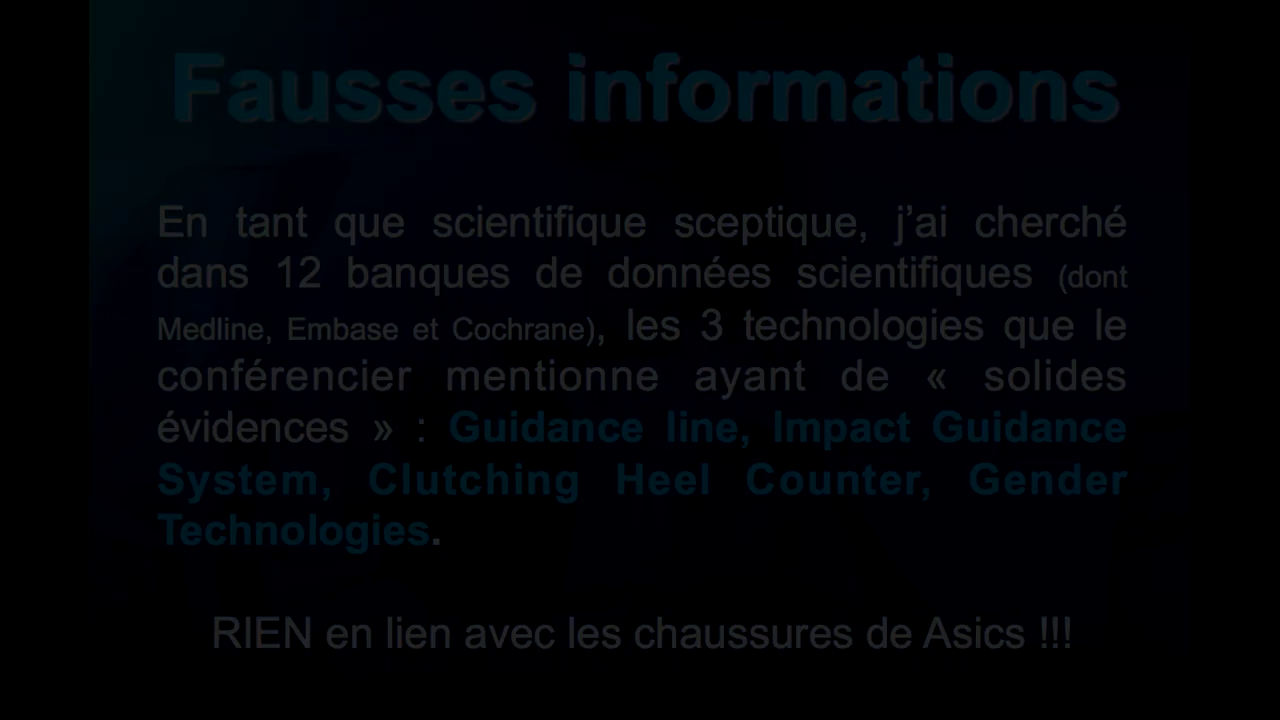 Fausses informations
En tant que scientifique sceptique, j’ai cherché
dans 12 banques de données scientifiques (dont
Medline, Embase et Cochrane), les 3 technologies que le
conférencier mentionne ayant de « solides
évidences » : Guidance line, Impact Guidance
System, Clutching Heel Counter, Gender
Technologies.
RIEN en lien avec les chaussures de Asics !!!